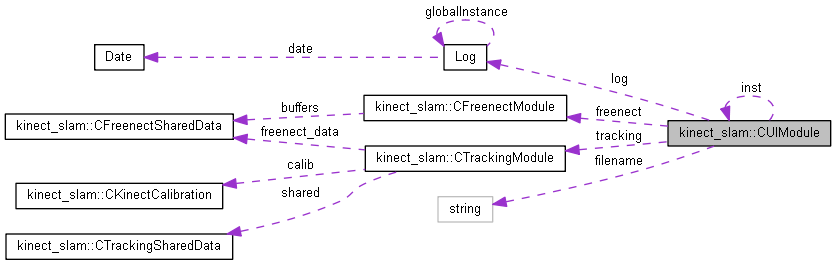 globalInstance
date
Date
Log
log
inst
buffers
kinect_slam::CFreenectModule
freenect
kinect_slam::CFreenectSharedData
freenect_data
tracking
kinect_slam::CUIModule
kinect_slam::CTrackingModule
filename
calib
kinect_slam::CKinectCalibration
shared
string
kinect_slam::CTrackingSharedData